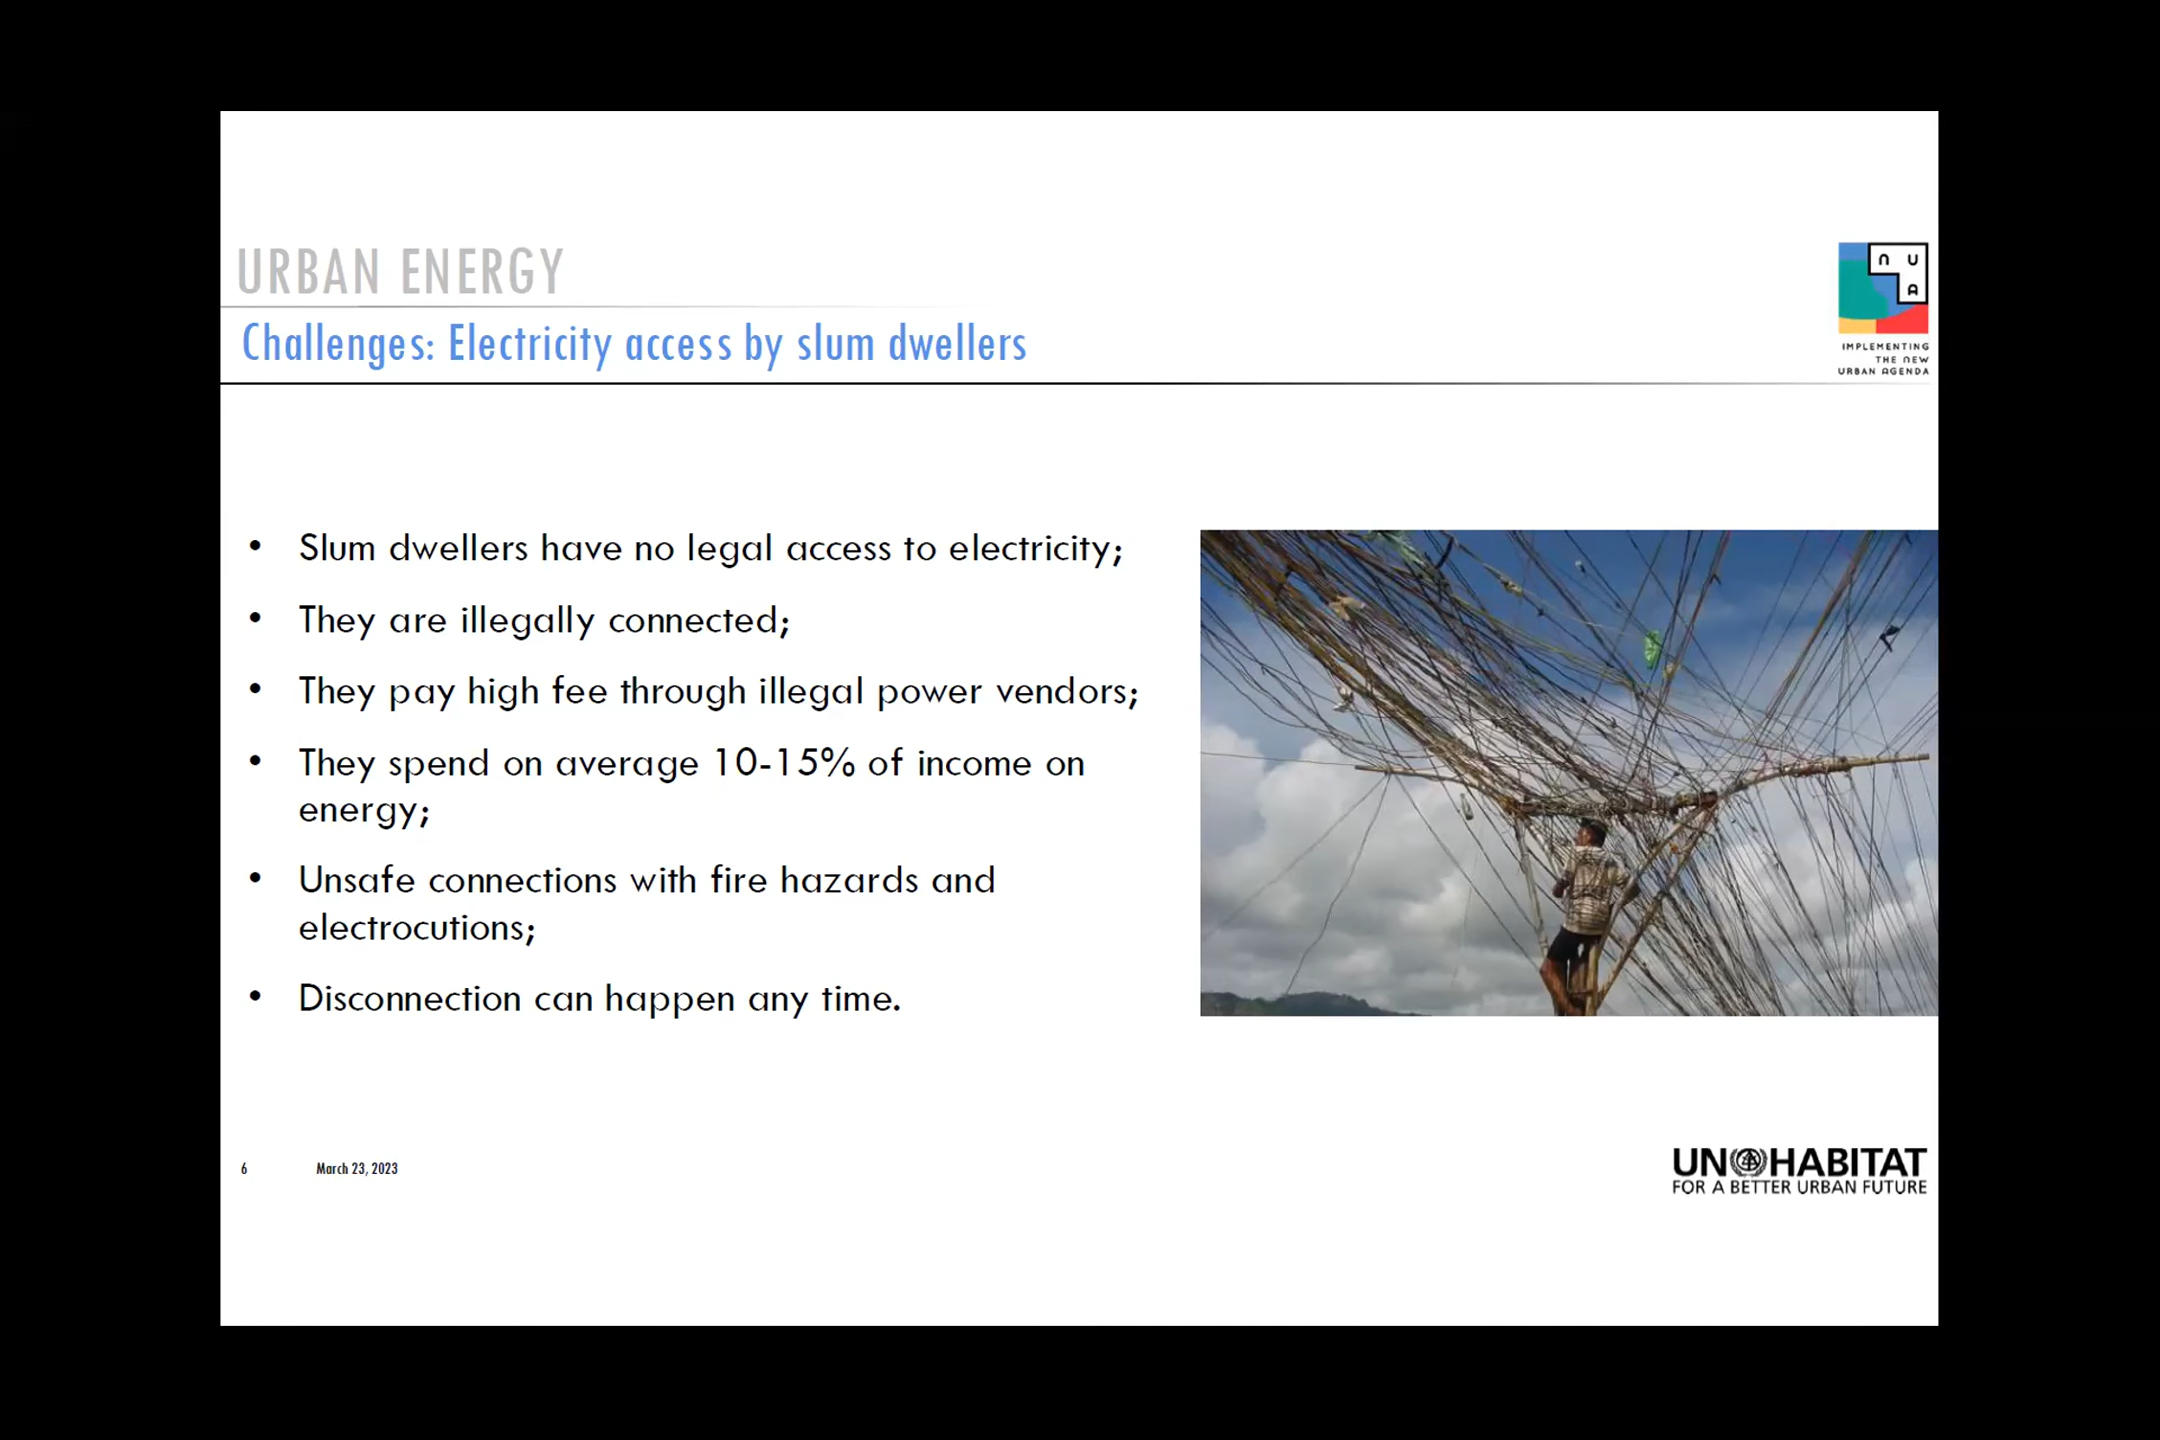 URBAN ENERGY
Challenges: Electricity access by slum dwellers
N U
A
IMPLEMENTING
THE NEW
URBAN AGENDA
• Slum dwellers have no legal access to electricity;
• They are illegally connected;
• They pay high fee through illegal power vendors;
• They spend on average 10-15% of income on
energy;
• Unsafe connections with fire hazards and
electrocutions;
• Disconnection can happen any time.
6 March 23, 2023
UN HABITAT
FOR A BETTER URBAN FUTURE